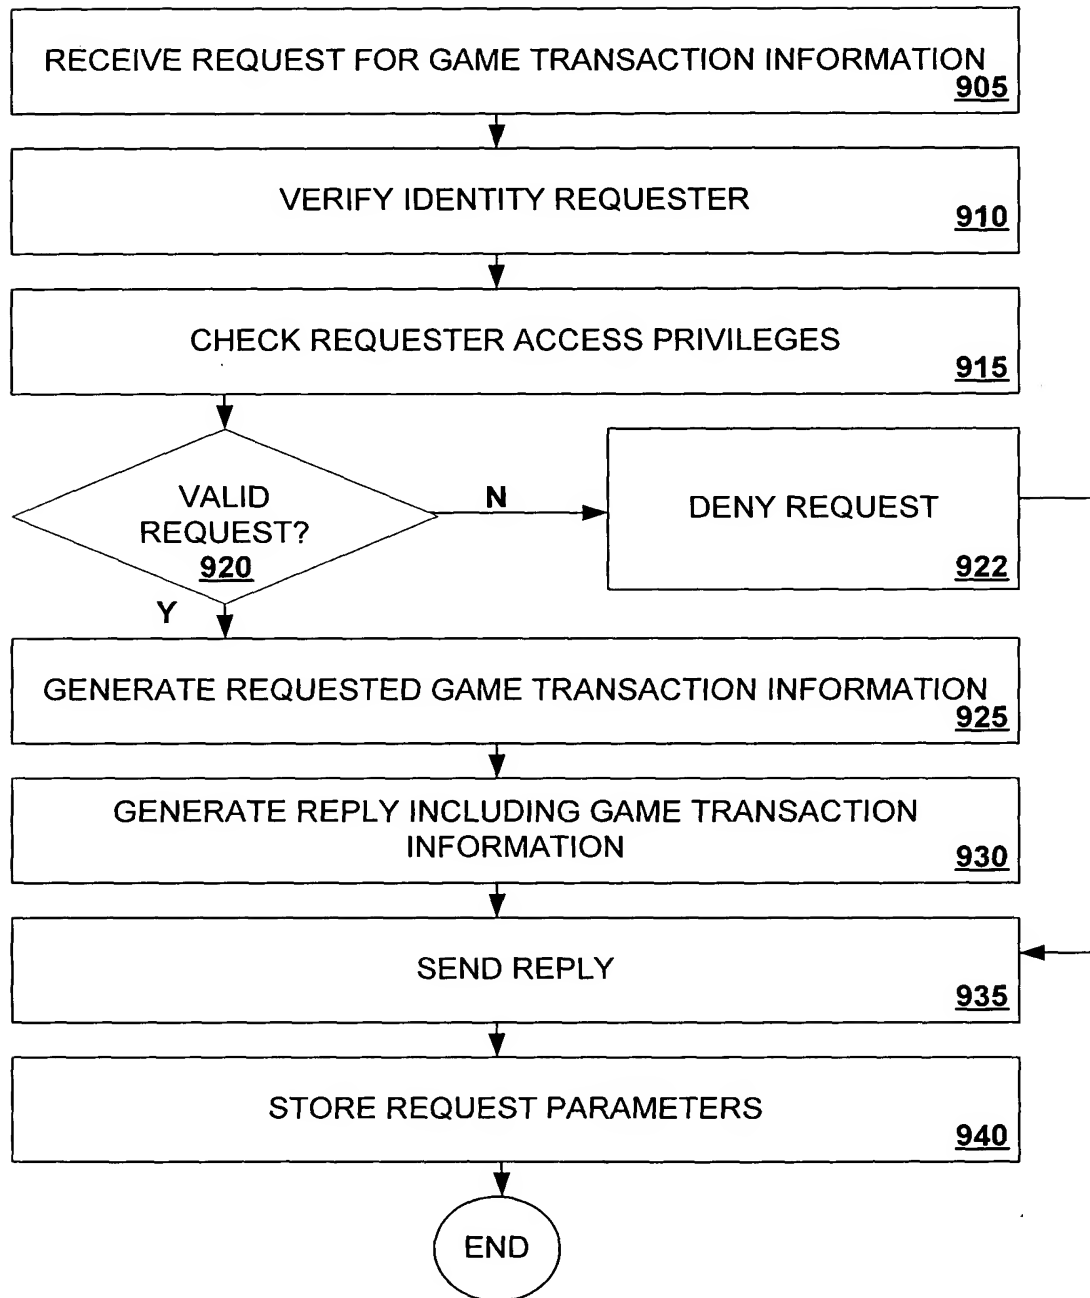 RECEIVE REQUEST FOR GAME TRANSACTION INFORMATION
905
VERIFY IDENTITY REQUESTER
910
CHECK REQUESTER ACCESS PRIVILEGES
915
VALID
REQUEST?
920
N
DENY REQUEST
922
Y
GENERATE REQUESTED GAME TRANSACTION INFORMATION
925
GENERATE REPLY INCLUDING GAME TRANSACTION
INFORMATION
930
SEND REPLY
935
STORE REQUEST PARAMETERS
940
END